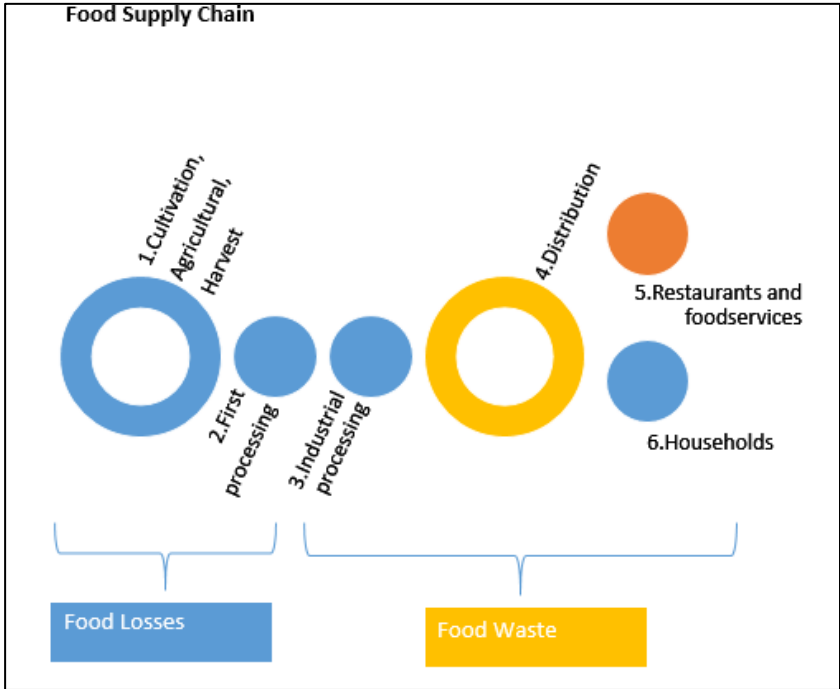 Food Supply Chain
1.Cultivation,
Agricultural,
Harvest
2.First
processing
3.Industrial
processing
4.Distribution
5.Restaurants and
foodservices
6.Households
Food Losses
Food Waste